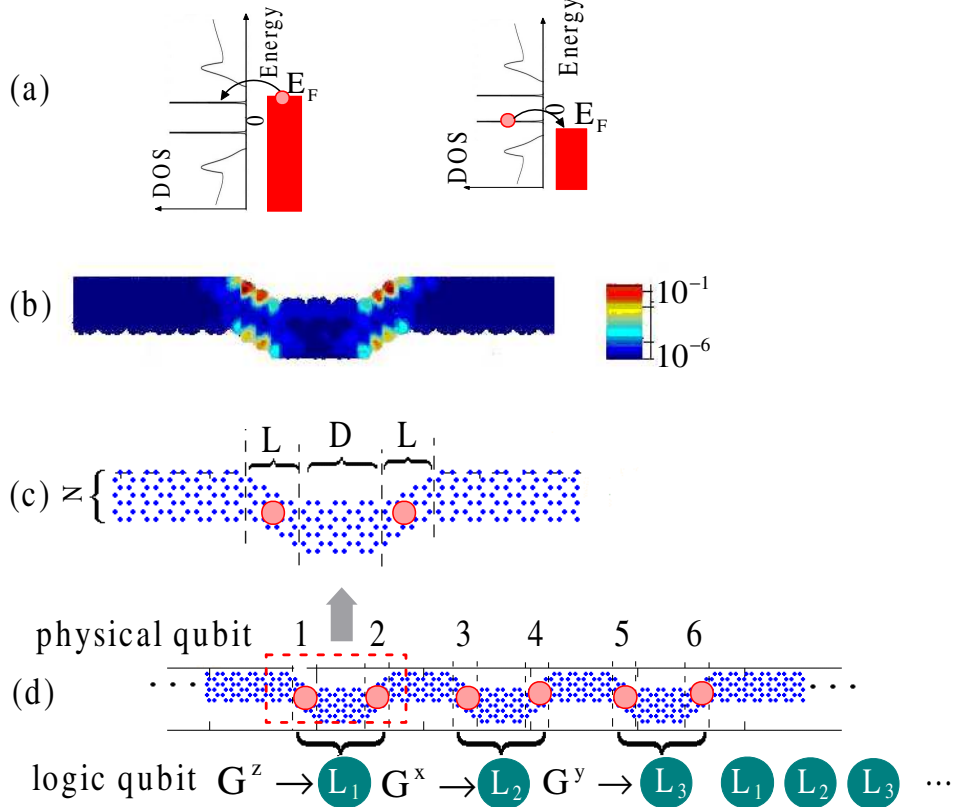 (a) DOS Energy 0 E_F DOS Energy 0 E_F
(b) 10^{-1}
10^{-6}
L D L
(c) N
physical qubit 1 2 3 4 5 6
(d) ··· ···
logic qubit G^z → L_1 G^x → L_2 G^y → L_3 L_1 L_2 L_3 ···